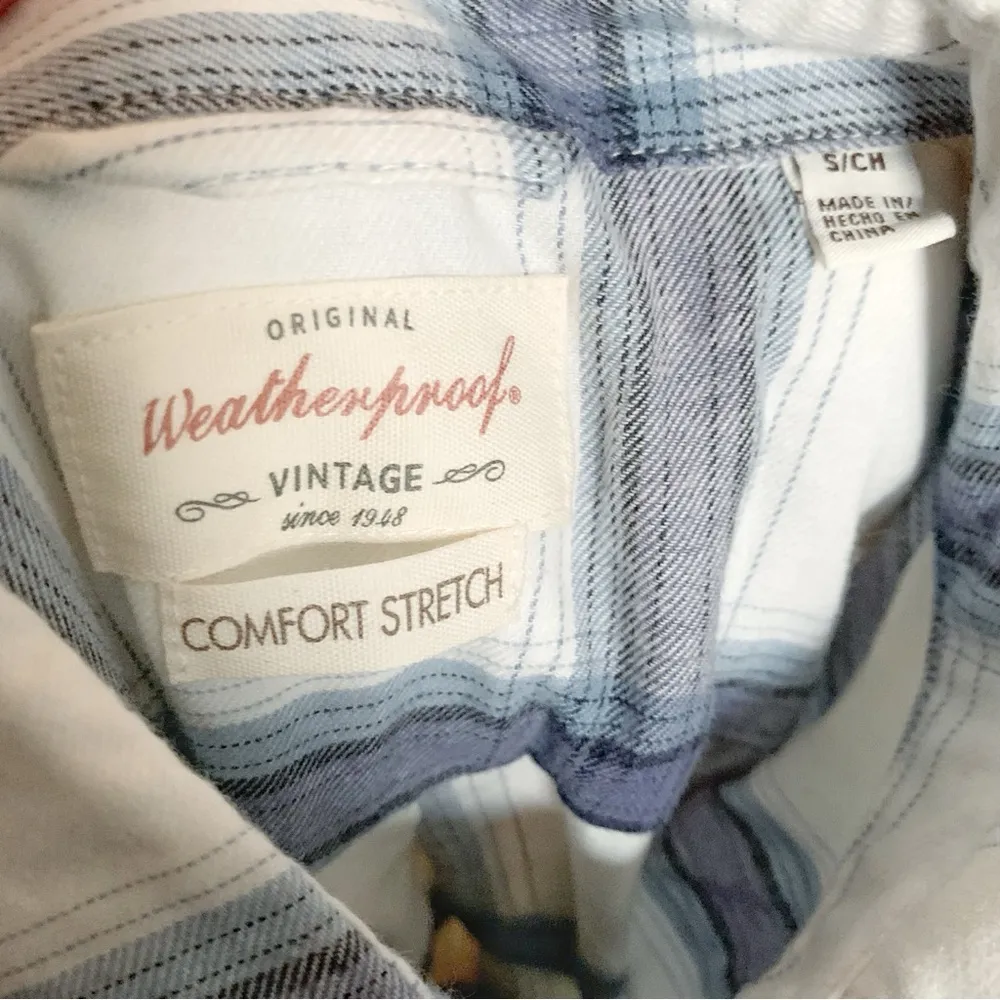 ORIGINAL
Weatherproof®
VINTAGE
since 1948
COMFORT STRETCH
S/CH
MADE IN/
HECHO EN
CHINA